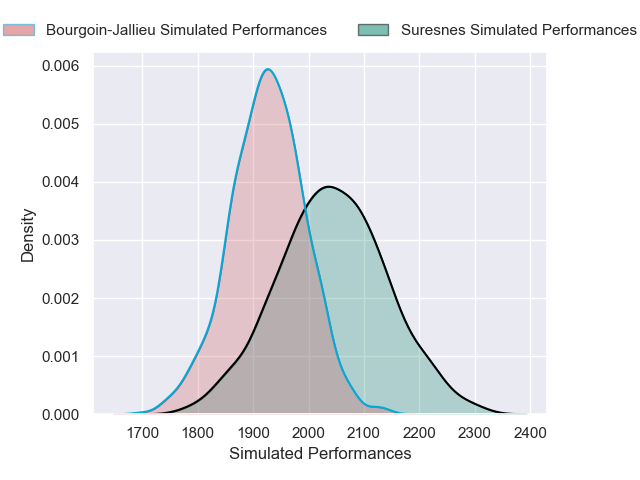 Bourgoin-Jallieu Simulated Performances Suresnes Simulated Performances
0.006
0.005
0.004
0.003
0.002
0.001
0.000
Density
1700 1800 1900 2000 2100 2200 2300 2400
Simulated Performances